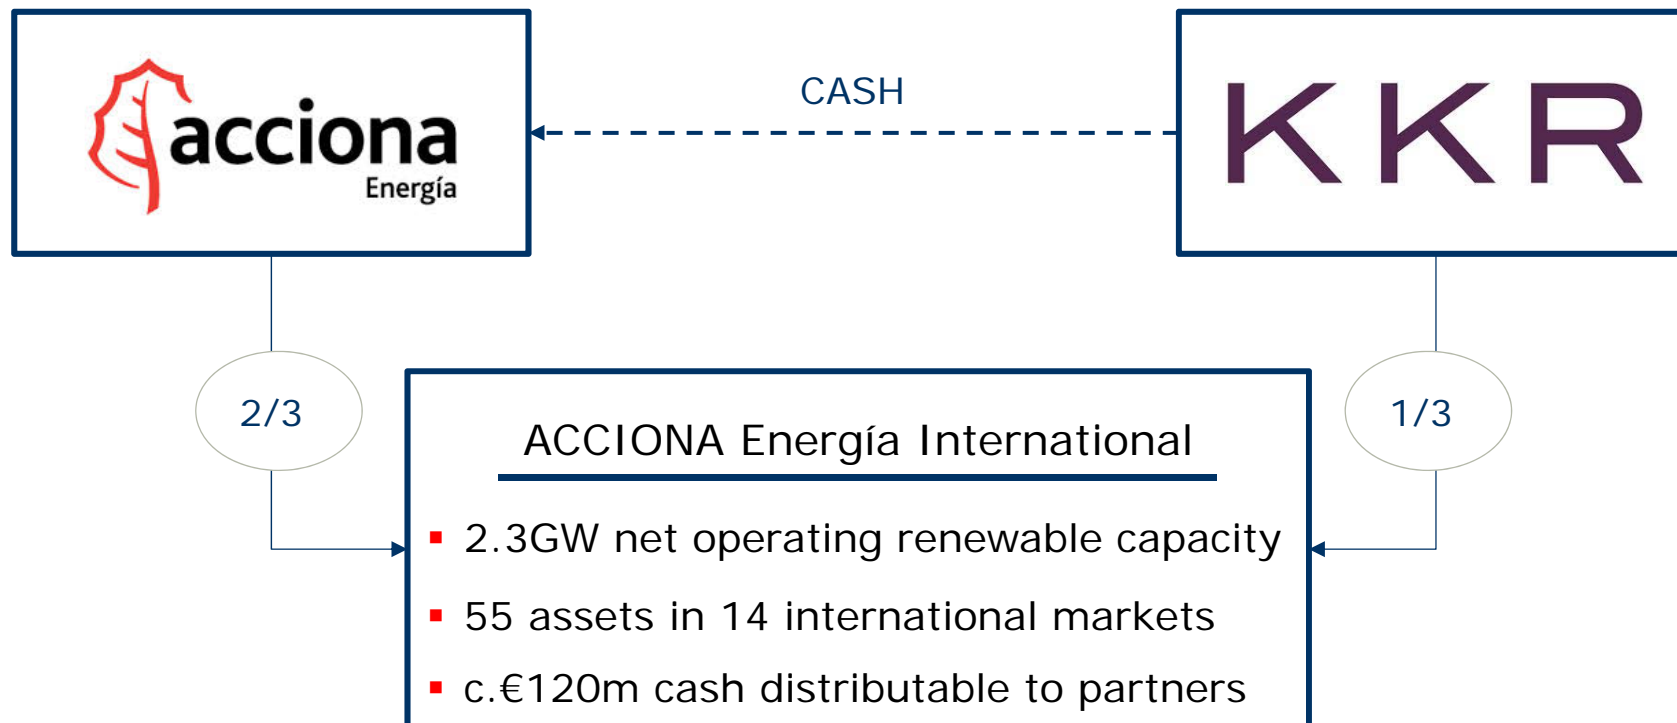 acciona
Energía
CASH
KKR
2/3
1/3
ACCIONA Energía International
▪ 2.3GW net operating renewable capacity
▪ 55 assets in 14 international markets
▪ c.€120m cash distributable to partners